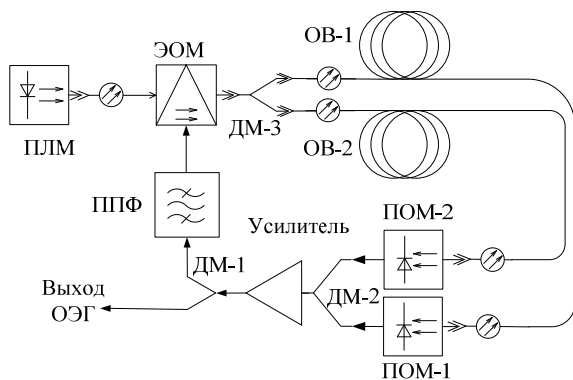 ЭОМ
ОВ-1
ПЛМ
ДМ-3
ОВ-2
ППФ
Усилитель
ПОМ-2
ДМ-1
Выход
ОЭГ
ДМ-2
ПОМ-1